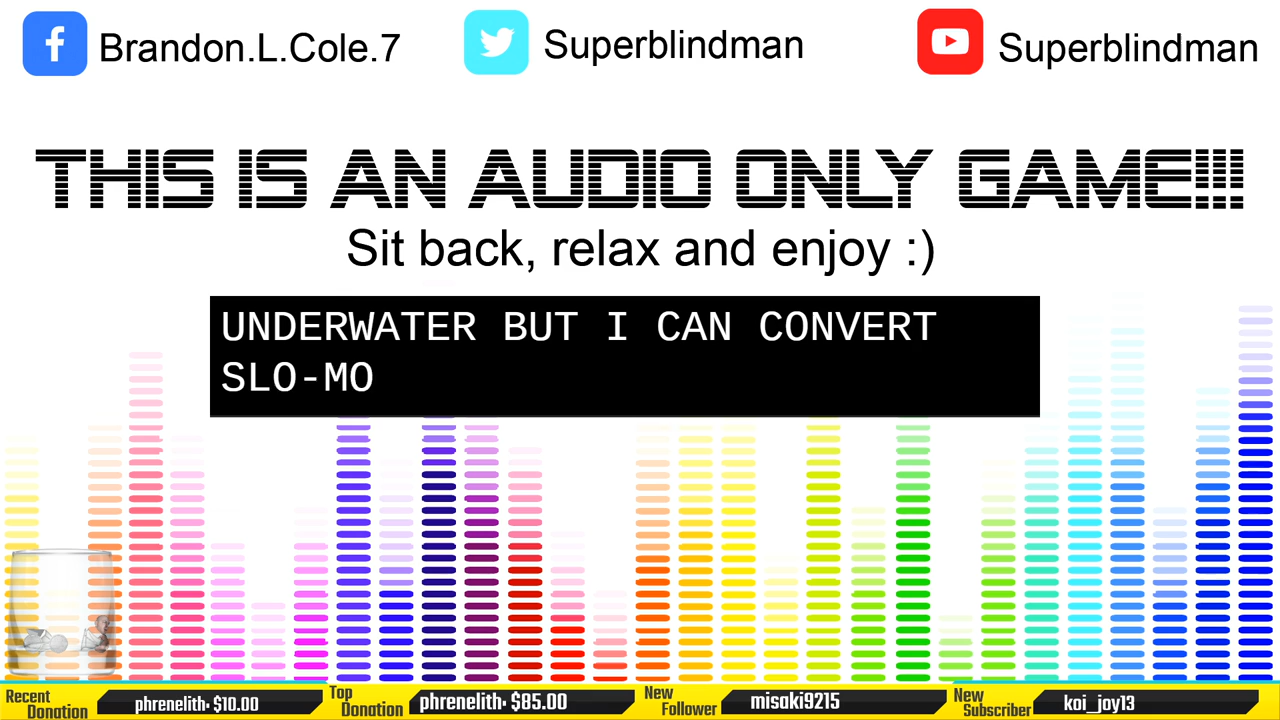 Brandon.L.Cole.7 Superblindman Superblindman
THIS IS AN AUDIO ONLY GAME!!!
Sit back, relax and enjoy :)
UNDERWATER BUT I CAN CONVERT
SLO-MO
Recent Donation phrenelith: $10.00 Top Donation phrenelith: $85.00 New Follower misaki9215 New Subscriber koi_joy13